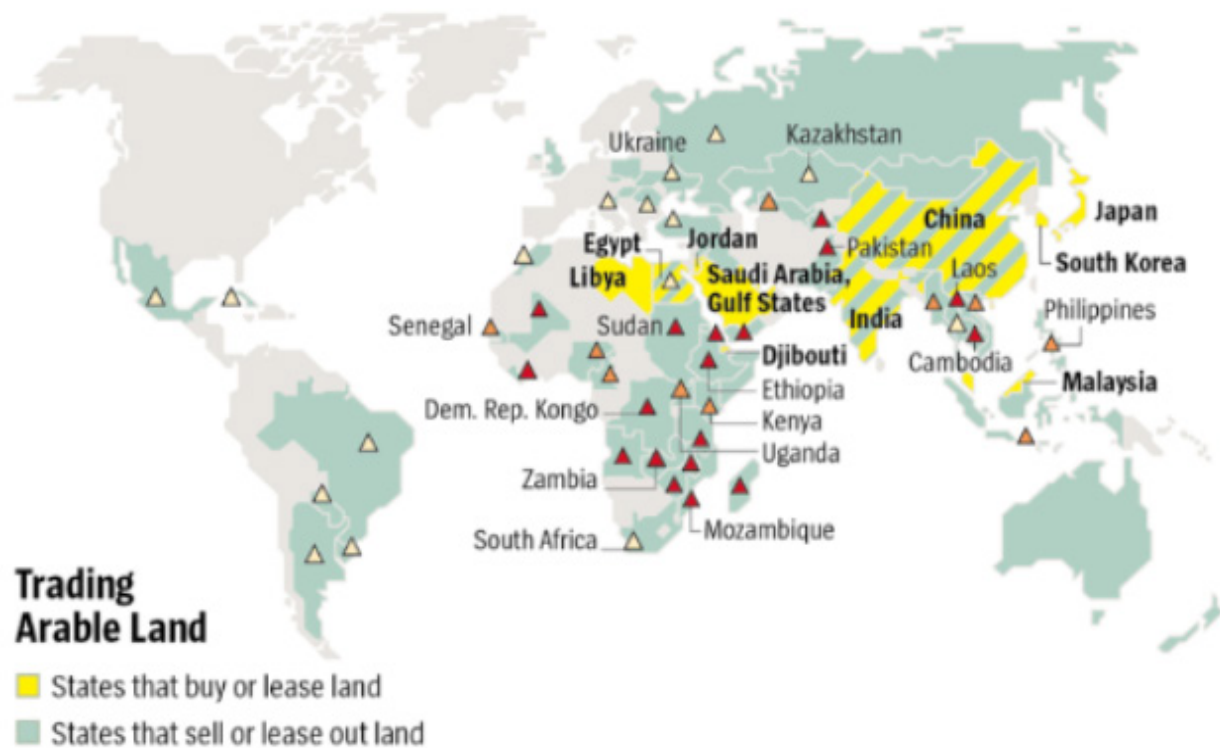 Ukraine
Kazakhstan
China
Japan
Egypt
Jordan
Pakistan
Libya
Saudi Arabia,
Gulf States
Laos
South Korea
Senegal
Sudan
India
Philippines
Djibouti
Cambodia
Malaysia
Ethiopia
Dem. Rep. Kongo
Kenya
Uganda
Zambia
Mozambique
South Africa
Trading
Arable Land
States that buy or lease land
States that sell or lease out land